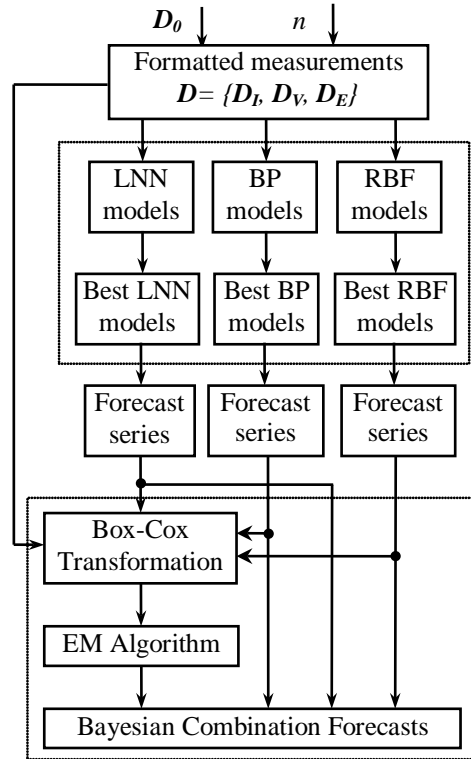 D0 n
Formatted measurements
D= {DI, DV, DE}
LNN models
BP models
RBF models
Best LNN models
Best BP models
Best RBF models
Forecast series
Forecast series
Forecast series
Box-Cox
Transformation
EM Algorithm
Bayesian Combination Forecasts